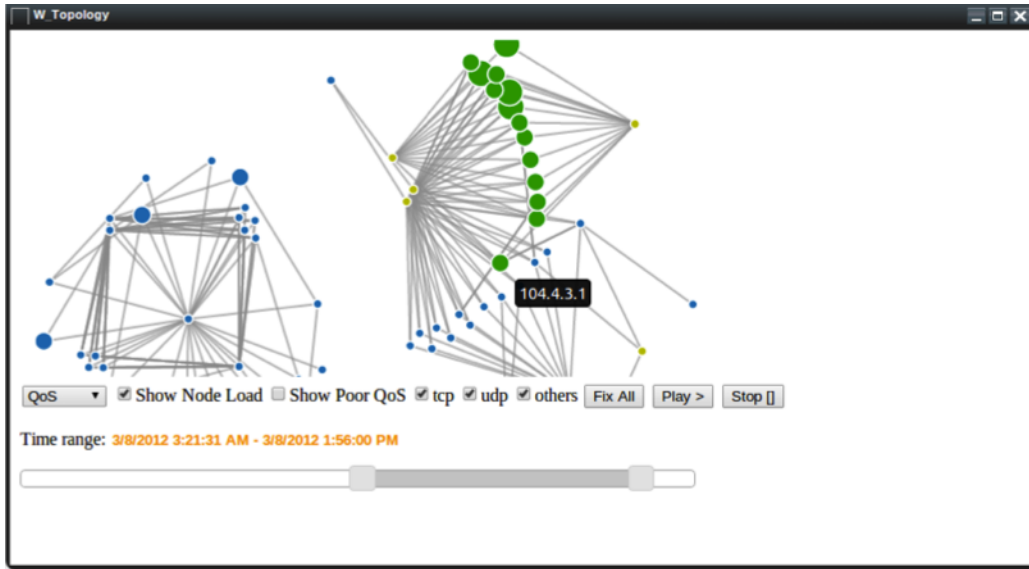 W_Topology
104.4.3.1
QoS Show Node Load Show Poor QoS tcp udp others Fix All Play > Stop []
Time range: 3/8/2012 3:21:31 AM - 3/8/2012 1:56:00 PM